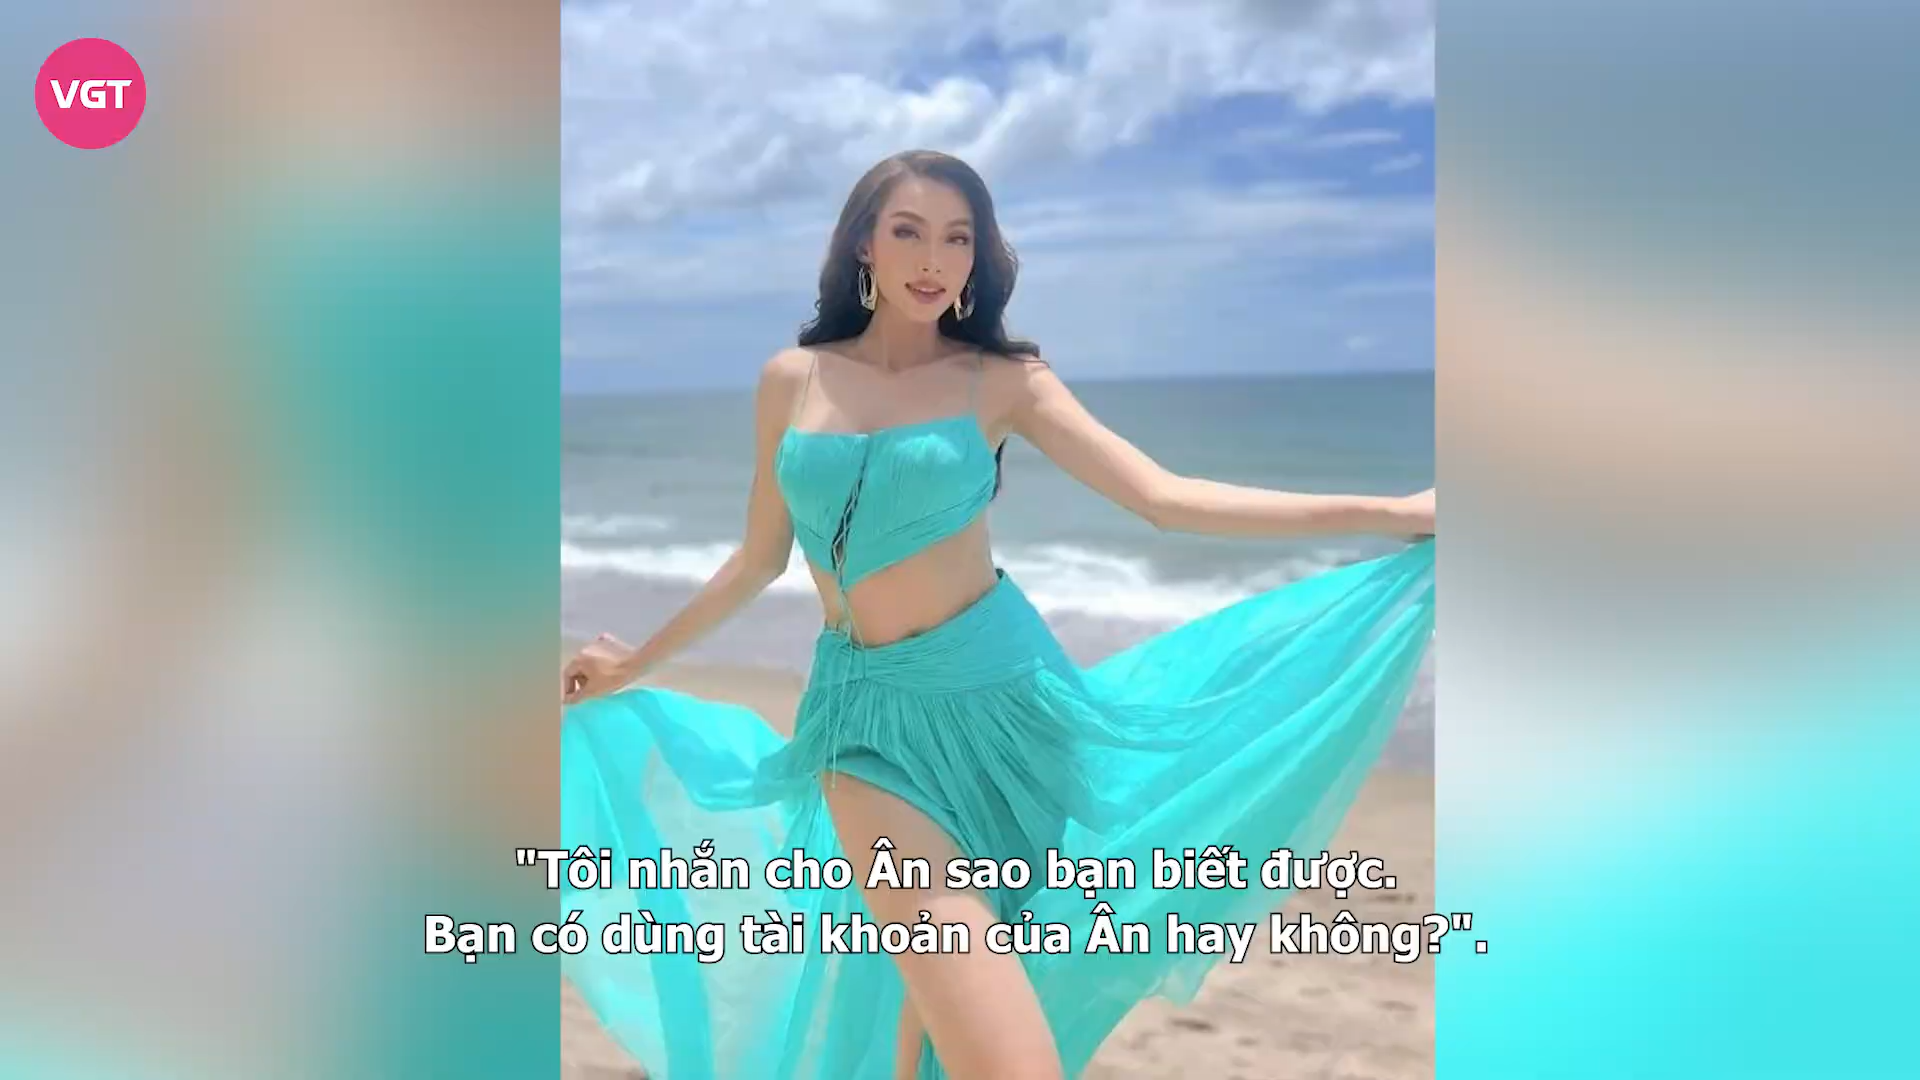 VGT
"Tôi nhắn cho Ân sao bạn biết được.
Bạn có dùng tài khoản của Ân hay không?".